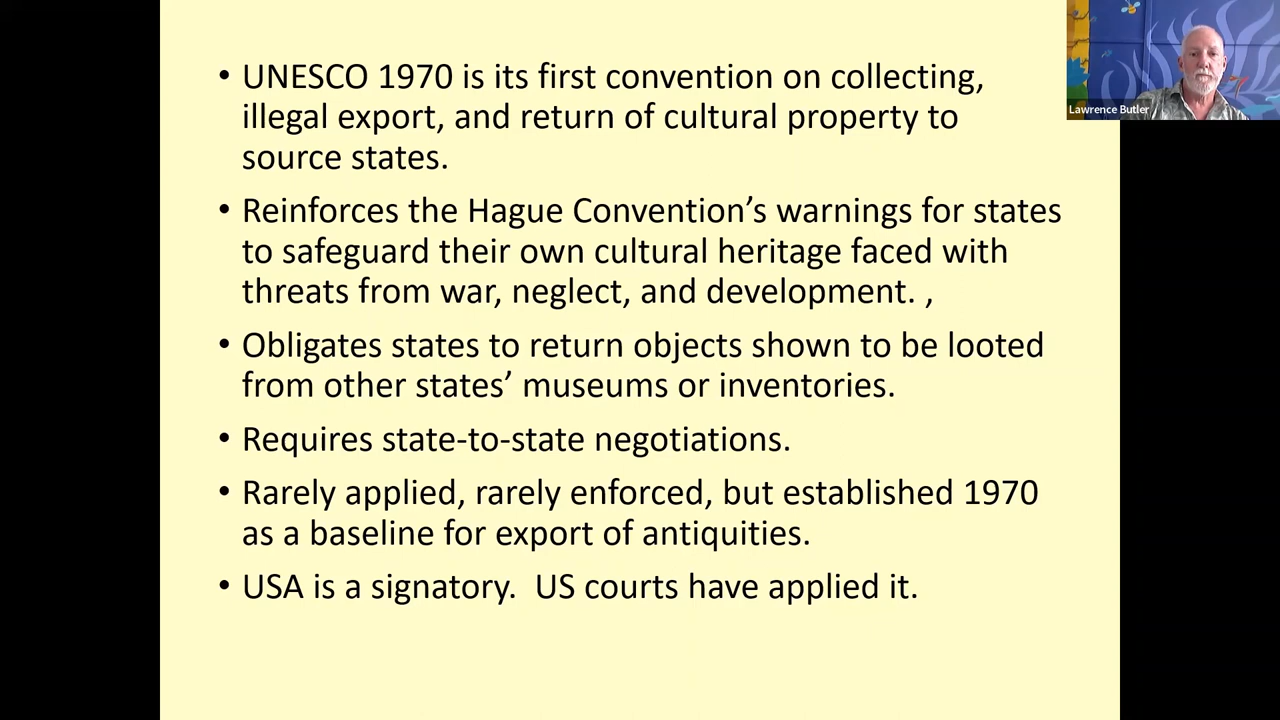 • UNESCO 1970 is its first convention on collecting,
illegal export, and return of cultural property to
source states.
• Reinforces the Hague Convention’s warnings for states
to safeguard their own cultural heritage faced with
threats from war, neglect, and development. ,
• Obligates states to return objects shown to be looted
from other states’ museums or inventories.
• Requires state-to-state negotiations.
• Rarely applied, rarely enforced, but established 1970
as a baseline for export of antiquities.
• USA is a signatory.  US courts have applied it.
Lawrence Butler